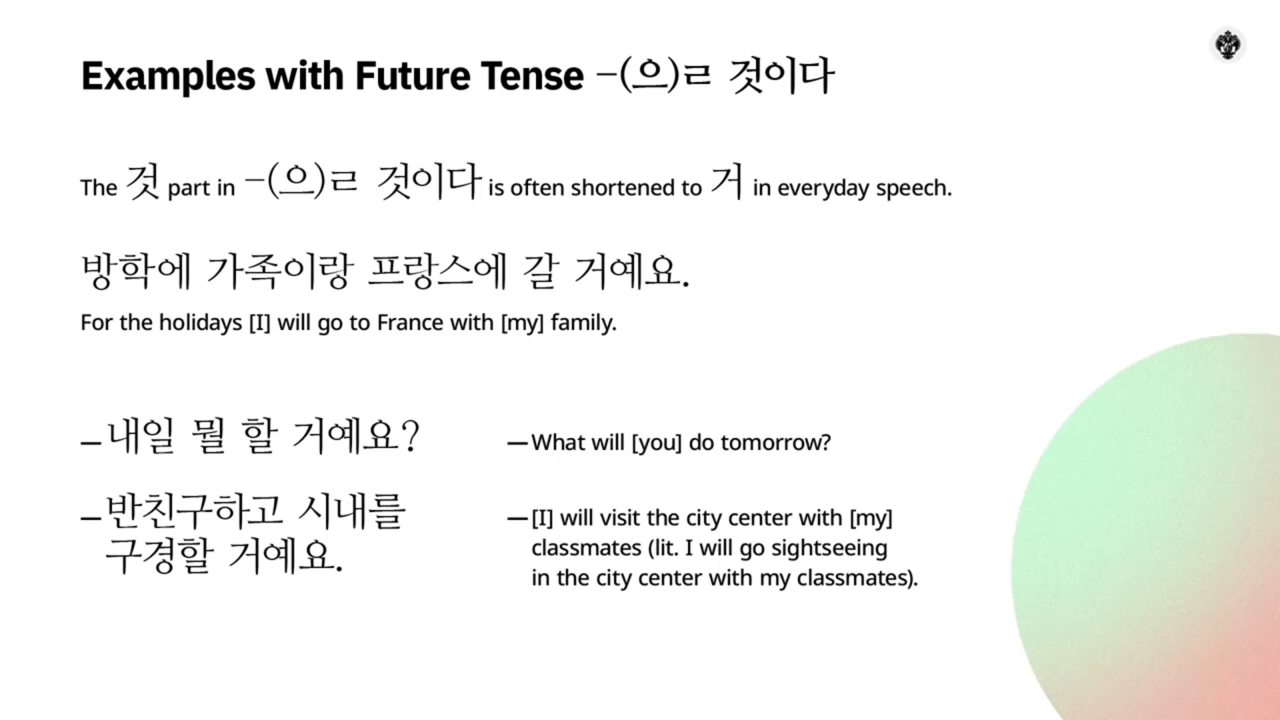 Examples with Future Tense –(으)ㄹ 것이다
The 것 part in –(으)ㄹ 것이다 is often shortened to 거 in everyday speech.
방학에 가족이랑 프랑스에 갈 거예요.
For the holidays [I] will go to France with [my] family.
—내일 뭘 할 거예요?
—What will [you] do tomorrow?
—반친구하고 시내를
구경할 거예요.
—[I] will visit the city center with [my]
classmates (lit. I will go sightseeing
in the city center with my classmates).